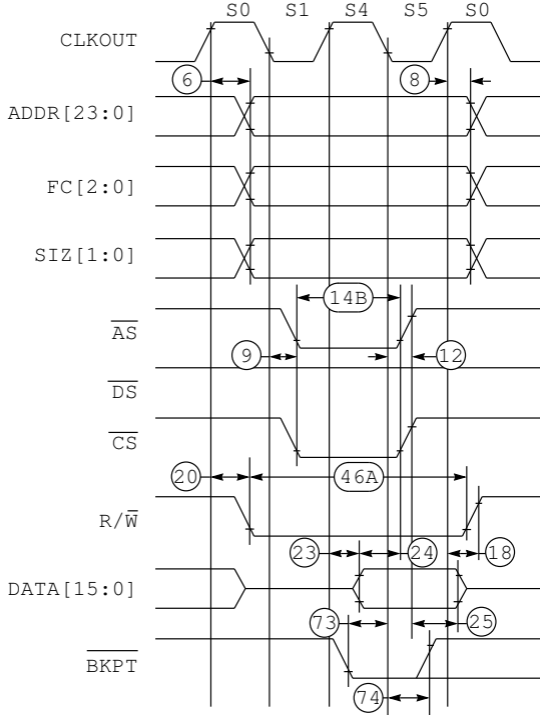 S0 S1 S4 S5 S0
CLKOUT
6 8
ADDR[23:0]
FC[2:0]
SIZ[1:0]
14B
AS
9 12
DS
CS
20 46A
R/W
23 24 18
DATA[15:0]
73 25
BKPT
74